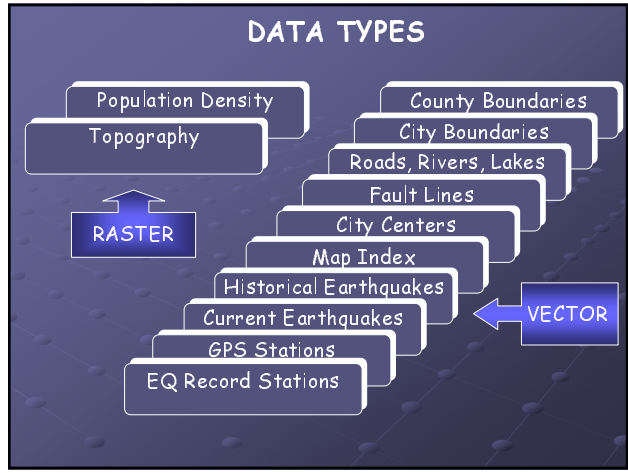 DATA TYPES
Population Density
Topography
RASTER
County Boundaries
City Boundaries
Roads, Rivers, Lakes
Fault Lines
City Centers
Map Index
Historical Earthquakes
Current Earthquakes
GPS Stations
EQ Record Stations
VECTOR